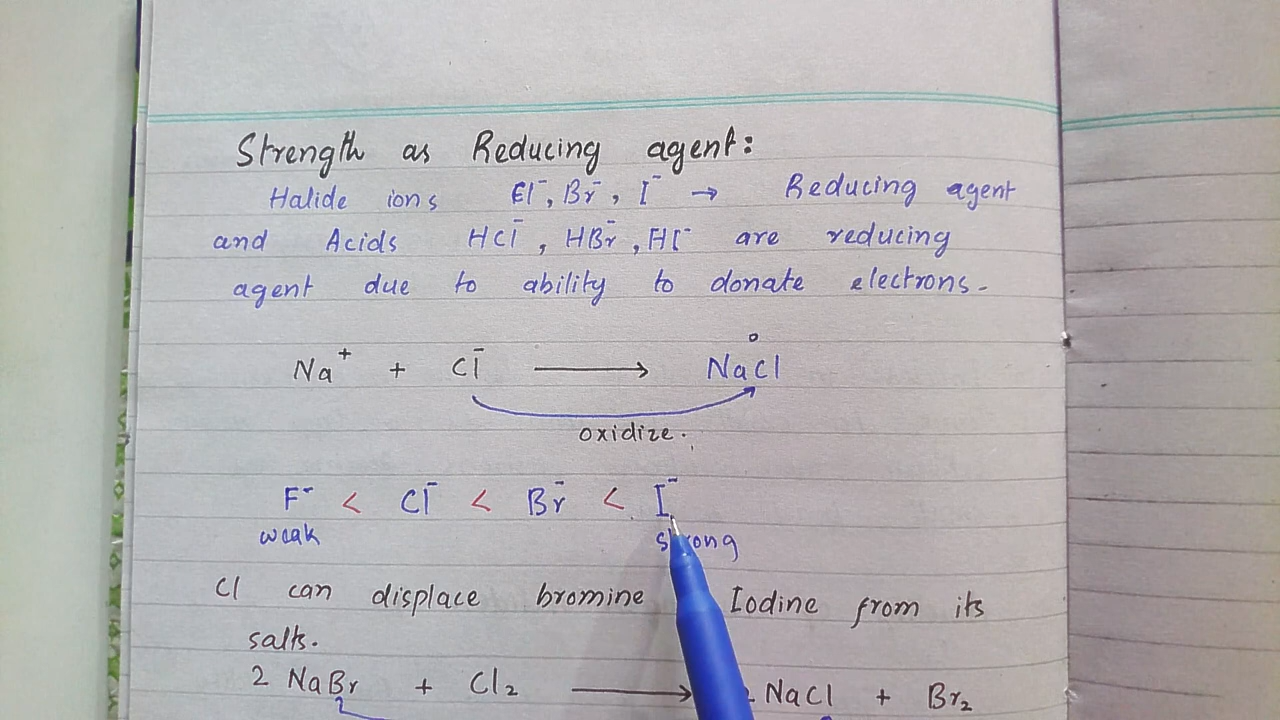 Strength as Reducing agent:
Halide ions Cl⁻, Br⁻, I⁻ → Reducing agent
and Acids HCl⁻, HBr⁻, HI⁻ are reducing
agent due to ability to donate electrons-
Na⁺ + Cl⁻ → NaCl°
oxidize.
F⁻ < Cl⁻ < Br⁻ < I⁻
weak strong
Cl can displace bromine Iodine from its
salts.
2 NaBr + Cl₂ → NaCl + Br₂